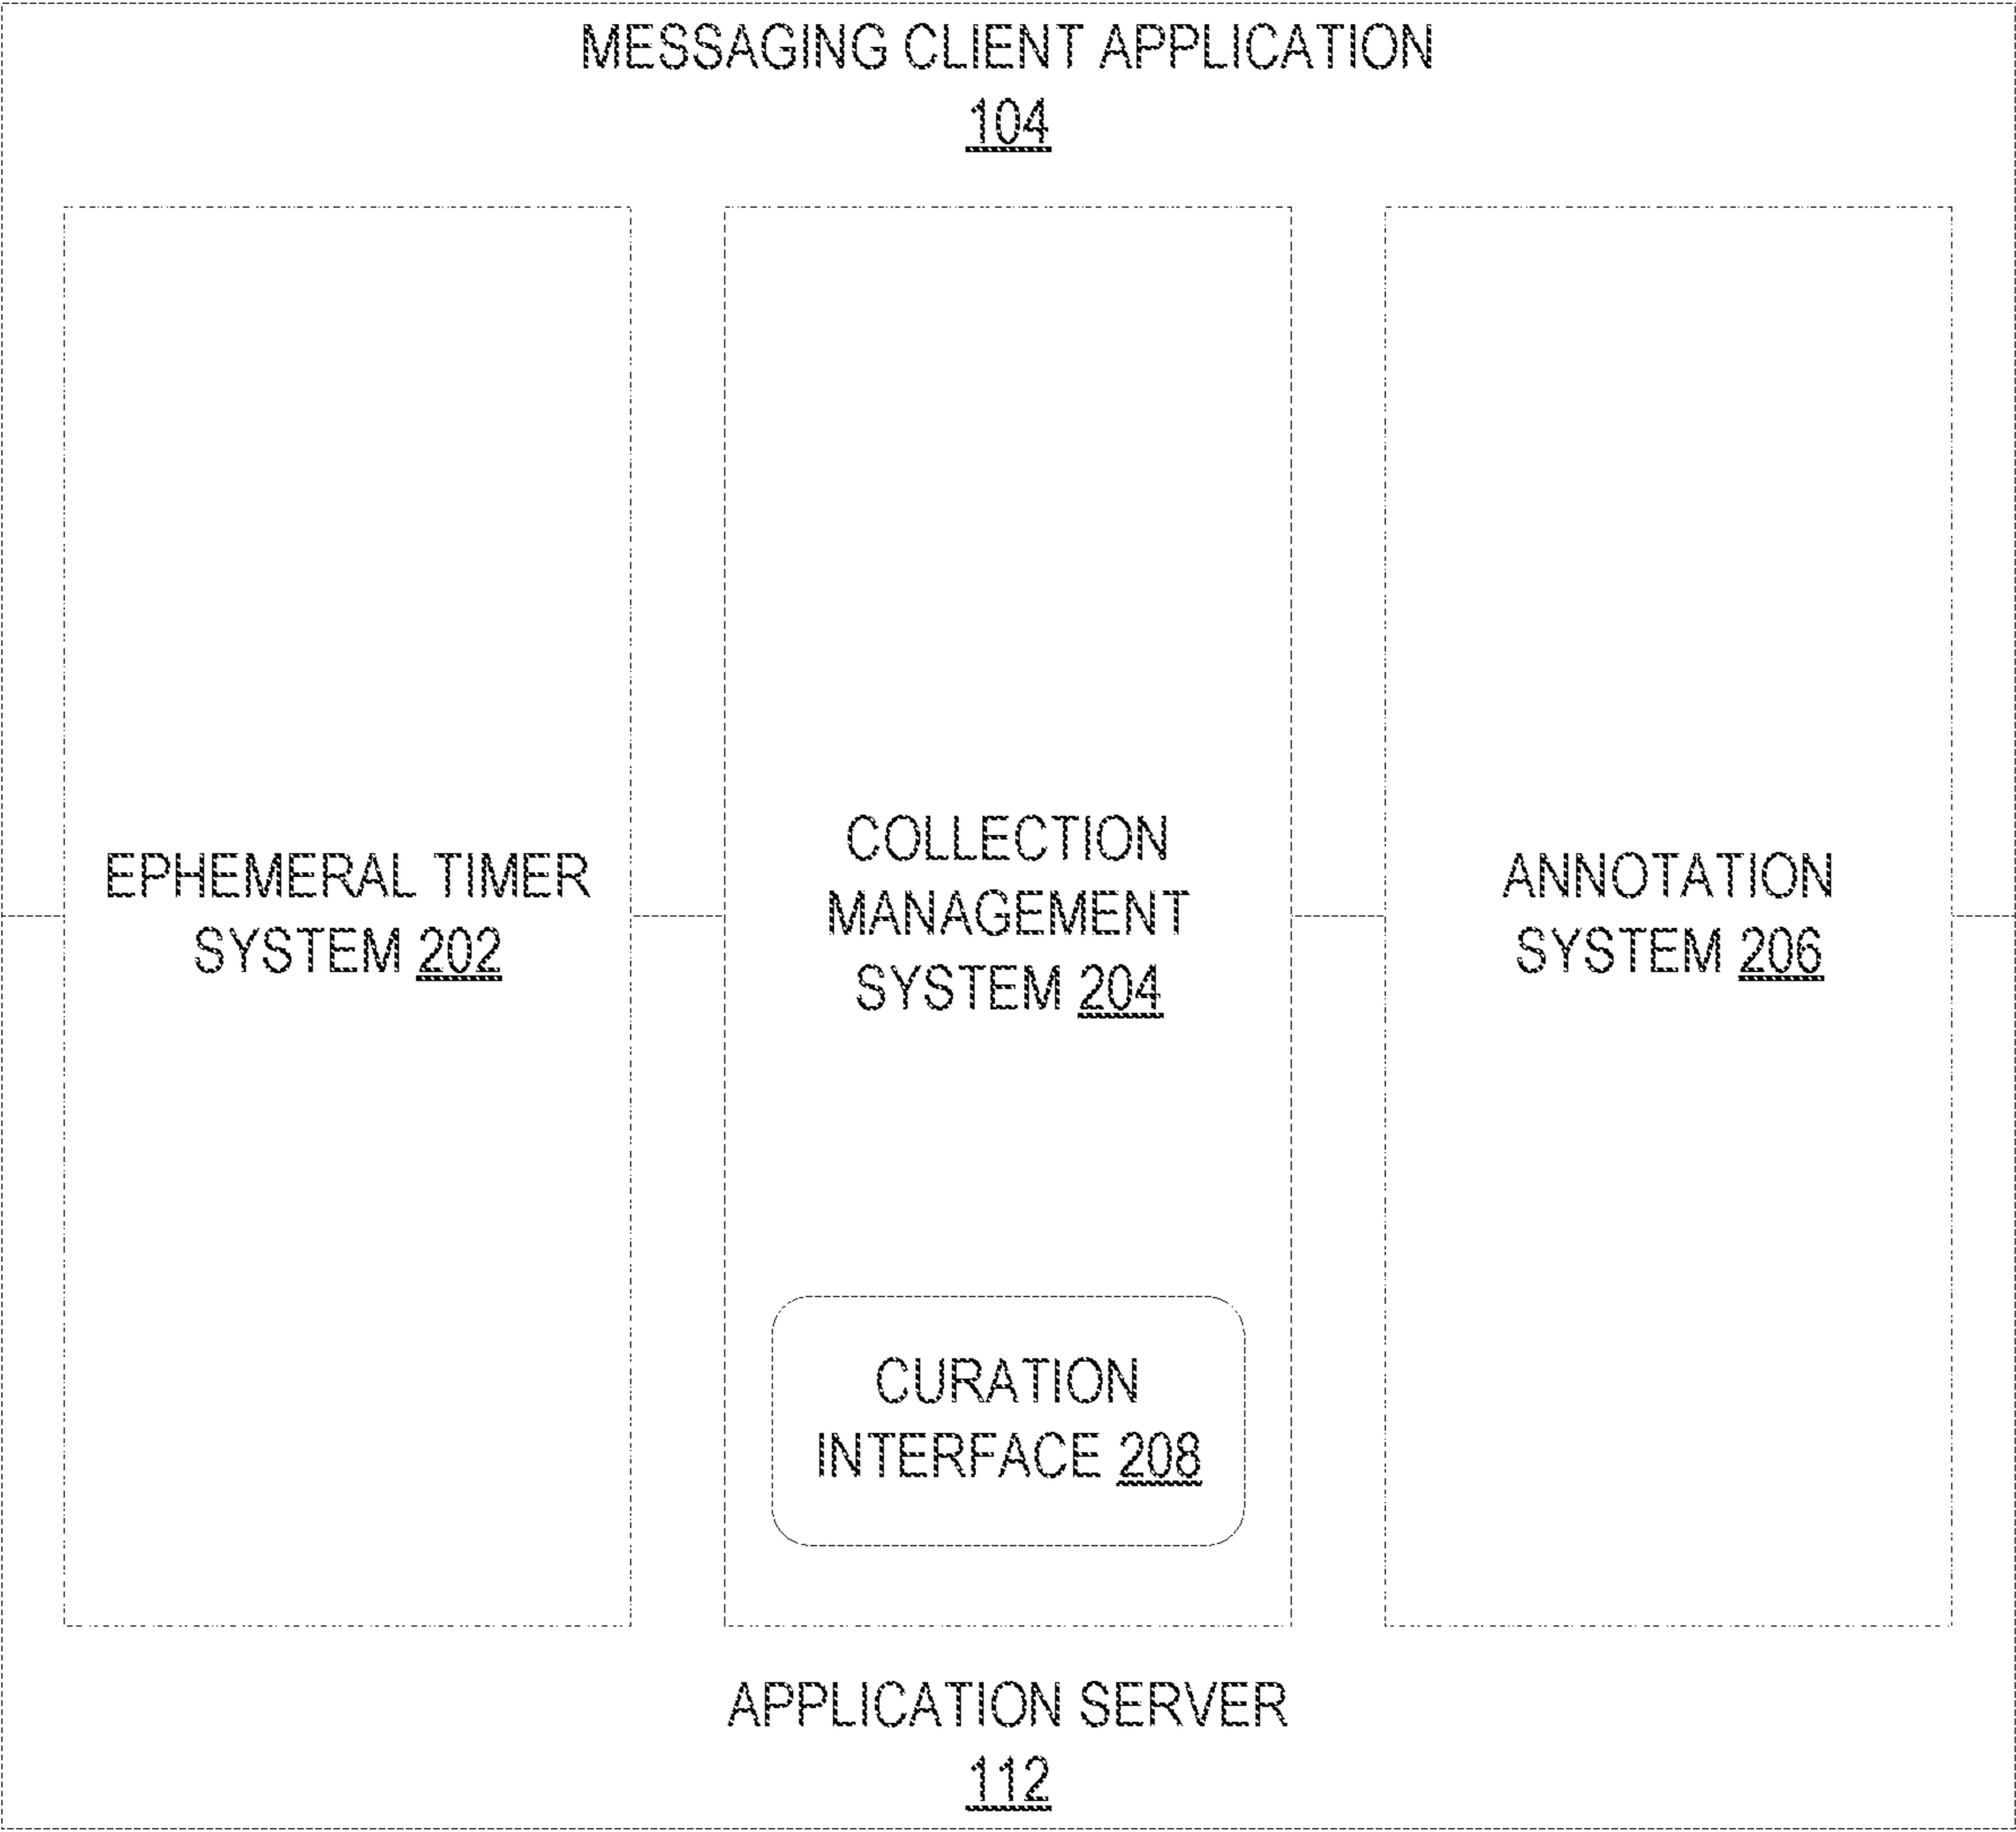 MESSAGING CLIENT APPLICATION
104
EPHEMERAL TIMER
SYSTEM 202
COLLECTION
MANAGEMENT
SYSTEM 204
ANNOTATION
SYSTEM 206
CURATION
INTERFACE 208
APPLICATION SERVER
112